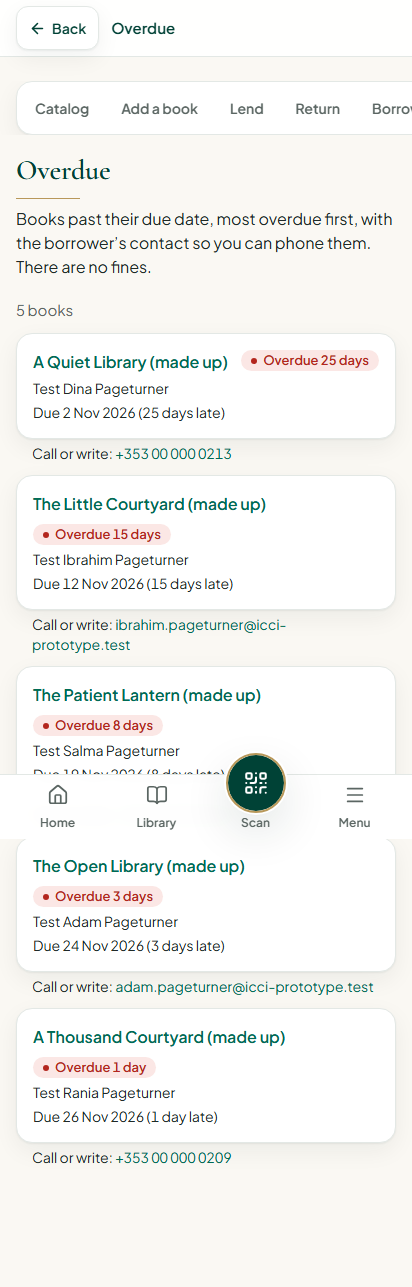 Back
Overdue
Catalog
Add a book
Lend
Return
Overdue
Books past their due date, most overdue first, with
the borrower's contact so you can phone them.
There are no fines.
5 books
A Quiet Library (made up)
Overdue 25 days
Test Dina Pageturner
Due 2 Nov 2026 (25 days late)
Call or write: +353 00 000 0213
The Little Courtyard (made up)
Overdue 15 days
Test Ibrahim Pageturner
Due 12 Nov 2026 (15 days late)
Call or write: ibrahim.pageturner@icci-
prototype.test
The Patient Lantern (made up)
Overdue 8 days
Test Salma Pageturner
Home
Library
Scan
Menu
The Open Library (made up)
Overdue 3 days
Test Adam Pageturner
Due 24 Nov 2026 (3 days late)
Call or write: adam.pageturner@icci-prototype.test
A Thousand Courtyard (made up)
Overdue 1 day
Test Rania Pageturner
Due 26 Nov 2026 (1 day late)
Call or write: +353 00 000 0209